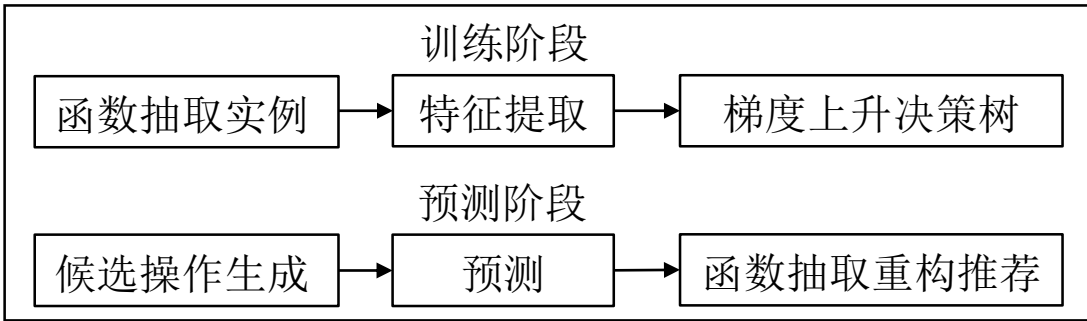 训练阶段
函数抽取实例
特征提取
梯度上升决策树
预测阶段
候选操作生成
预测
函数抽取重构推荐